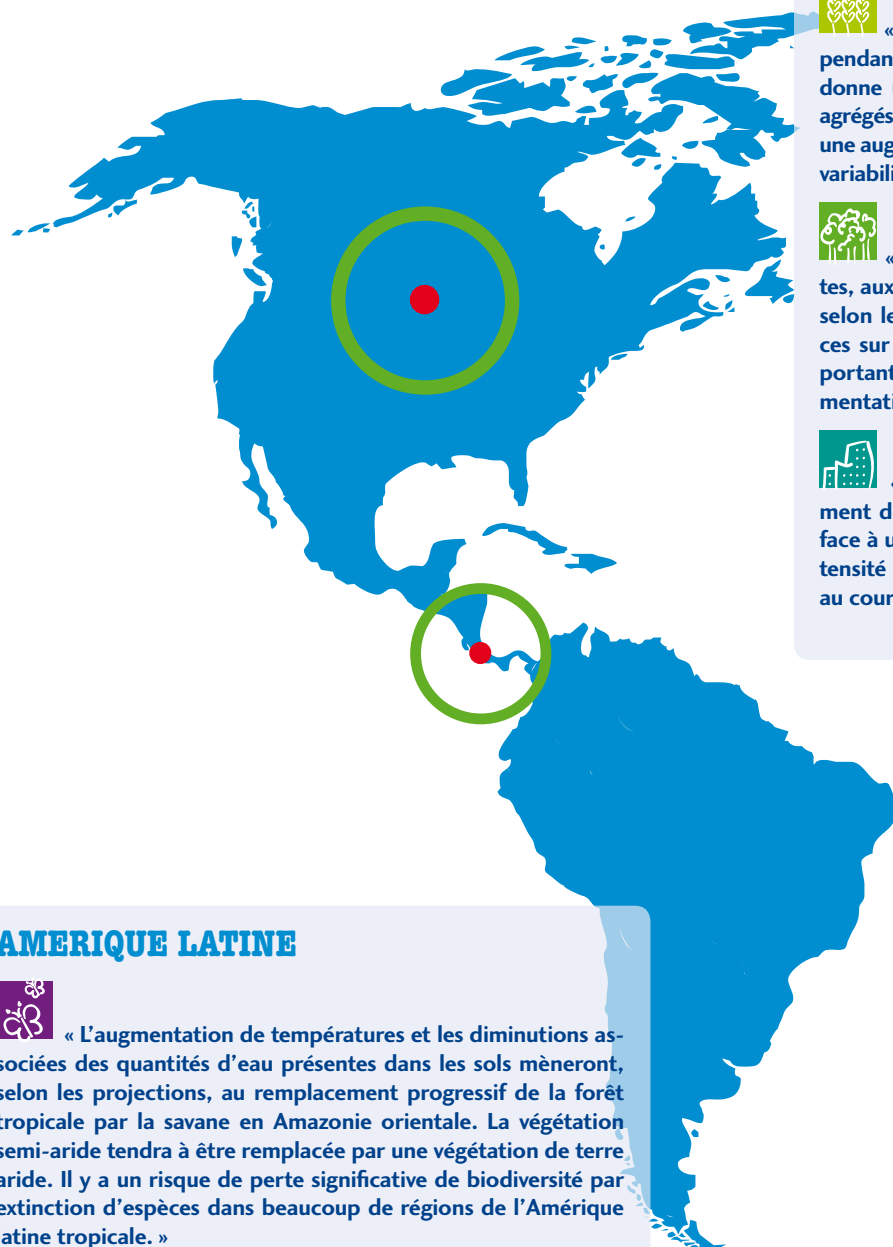 «
pendan
donne
agrégés
une aug
variabili
«
tes, aux
selon le
ces sur
portant
mentati
ment d
face à u
tensité
au cour
AMERIQUE LATINE
« L’augmentation de températures et les diminutions as-
sociées des quantités d’eau présentes dans les sols mèneront,
selon les projections, au remplacement progressif de la forêt
tropicale par la savane en Amazonie orientale. La végétation
semi-aride tendra à être remplacée par une végétation de terre
aride. Il y a un risque de perte significative de biodiversité par
extinction d’espèces dans beaucoup de régions de l’Amérique
latine tropicale. »